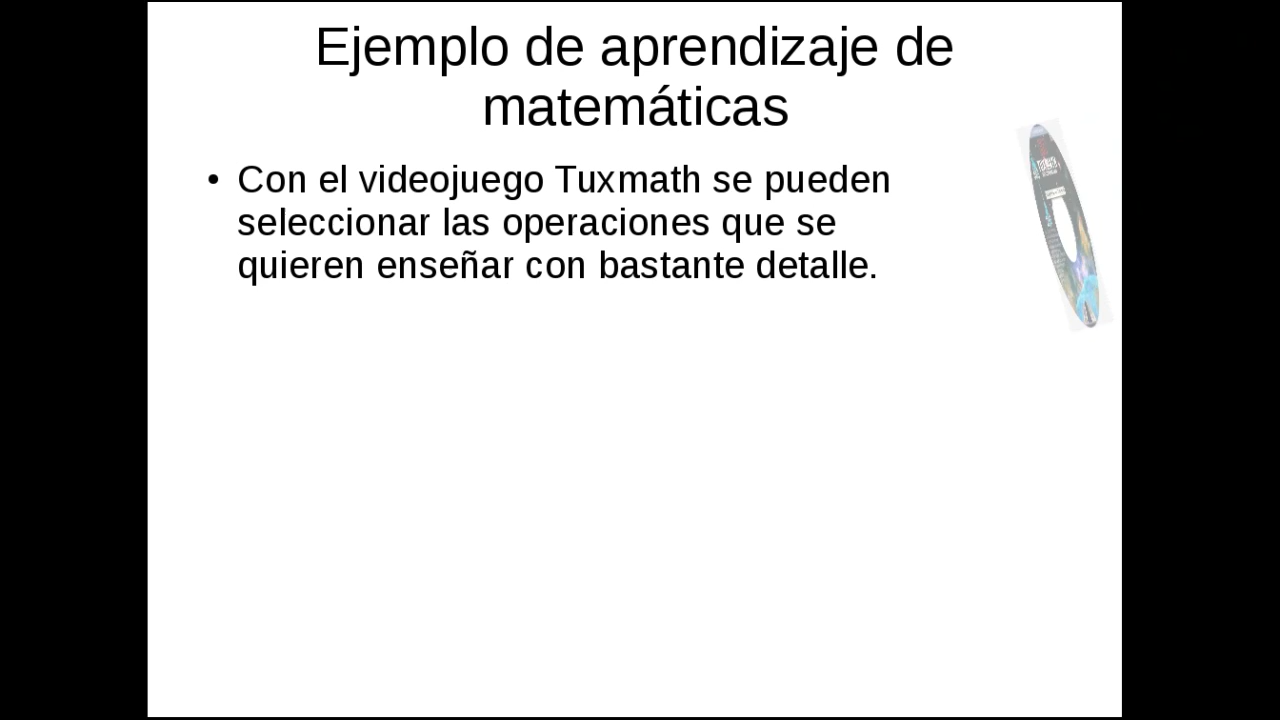 Ejemplo de aprendizaje de
matemáticas
• Con el videojuego Tuxmath se pueden
seleccionar las operaciones que se
quieren enseñar con bastante detalle.